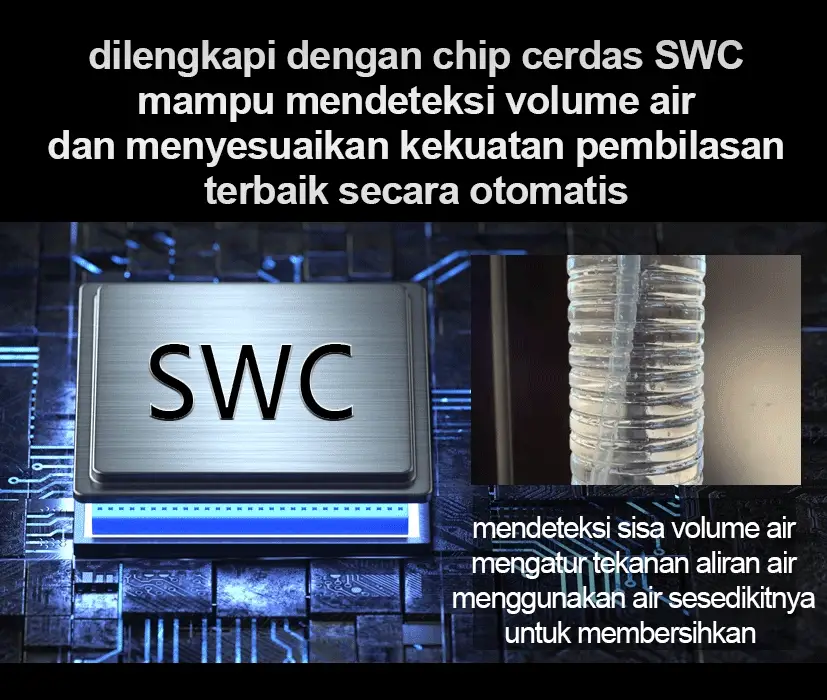 dilengkapi dengan chip cerdas SWC
mampu mendeteksi volume air
dan menyesuaikan kekuatan pembilasan
terbaik secara otomatis
SWC
mendeteksi sisa volume air
mengatur tekanan aliran air
menggunakan air sesedikitnya
untuk membersihkan